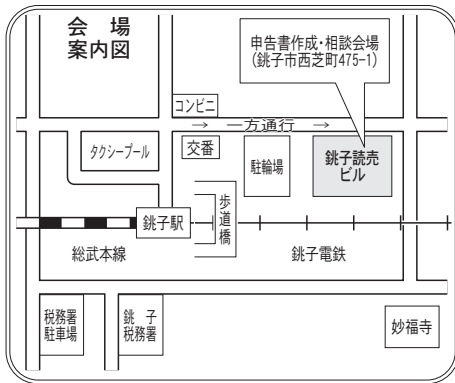 会場
案内図
申告書作成・相談会場
(銚子市西芝町475-1)
コンビニ
→ 一方通行 →
タクシープール
交番
駐輪場
銚子読売
ビル
銚子駅
歩道橋
総武本線
銚子電鉄
税務署
駐車場
銚子
税務署
妙福寺